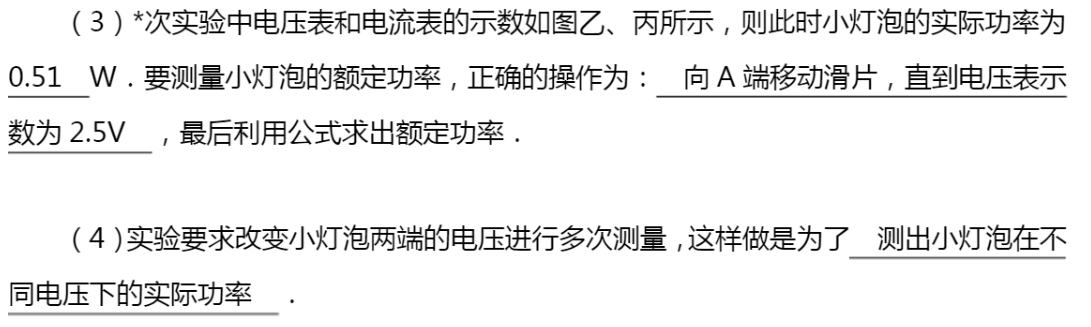 （3）*次实验中电压表和电流表的示数如图乙、丙所示，则此时小灯泡的实际功率为
0.51 W．要测量小灯泡的额定功率，正确的操作为： 向 A 端移动滑片，直到电压表示
数为 2.5V ，最后利用公式求出额定功率．
（4）实验要求改变小灯泡两端的电压进行多次测量，这样做是为了 测出小灯泡在不
同电压下的实际功率 ．